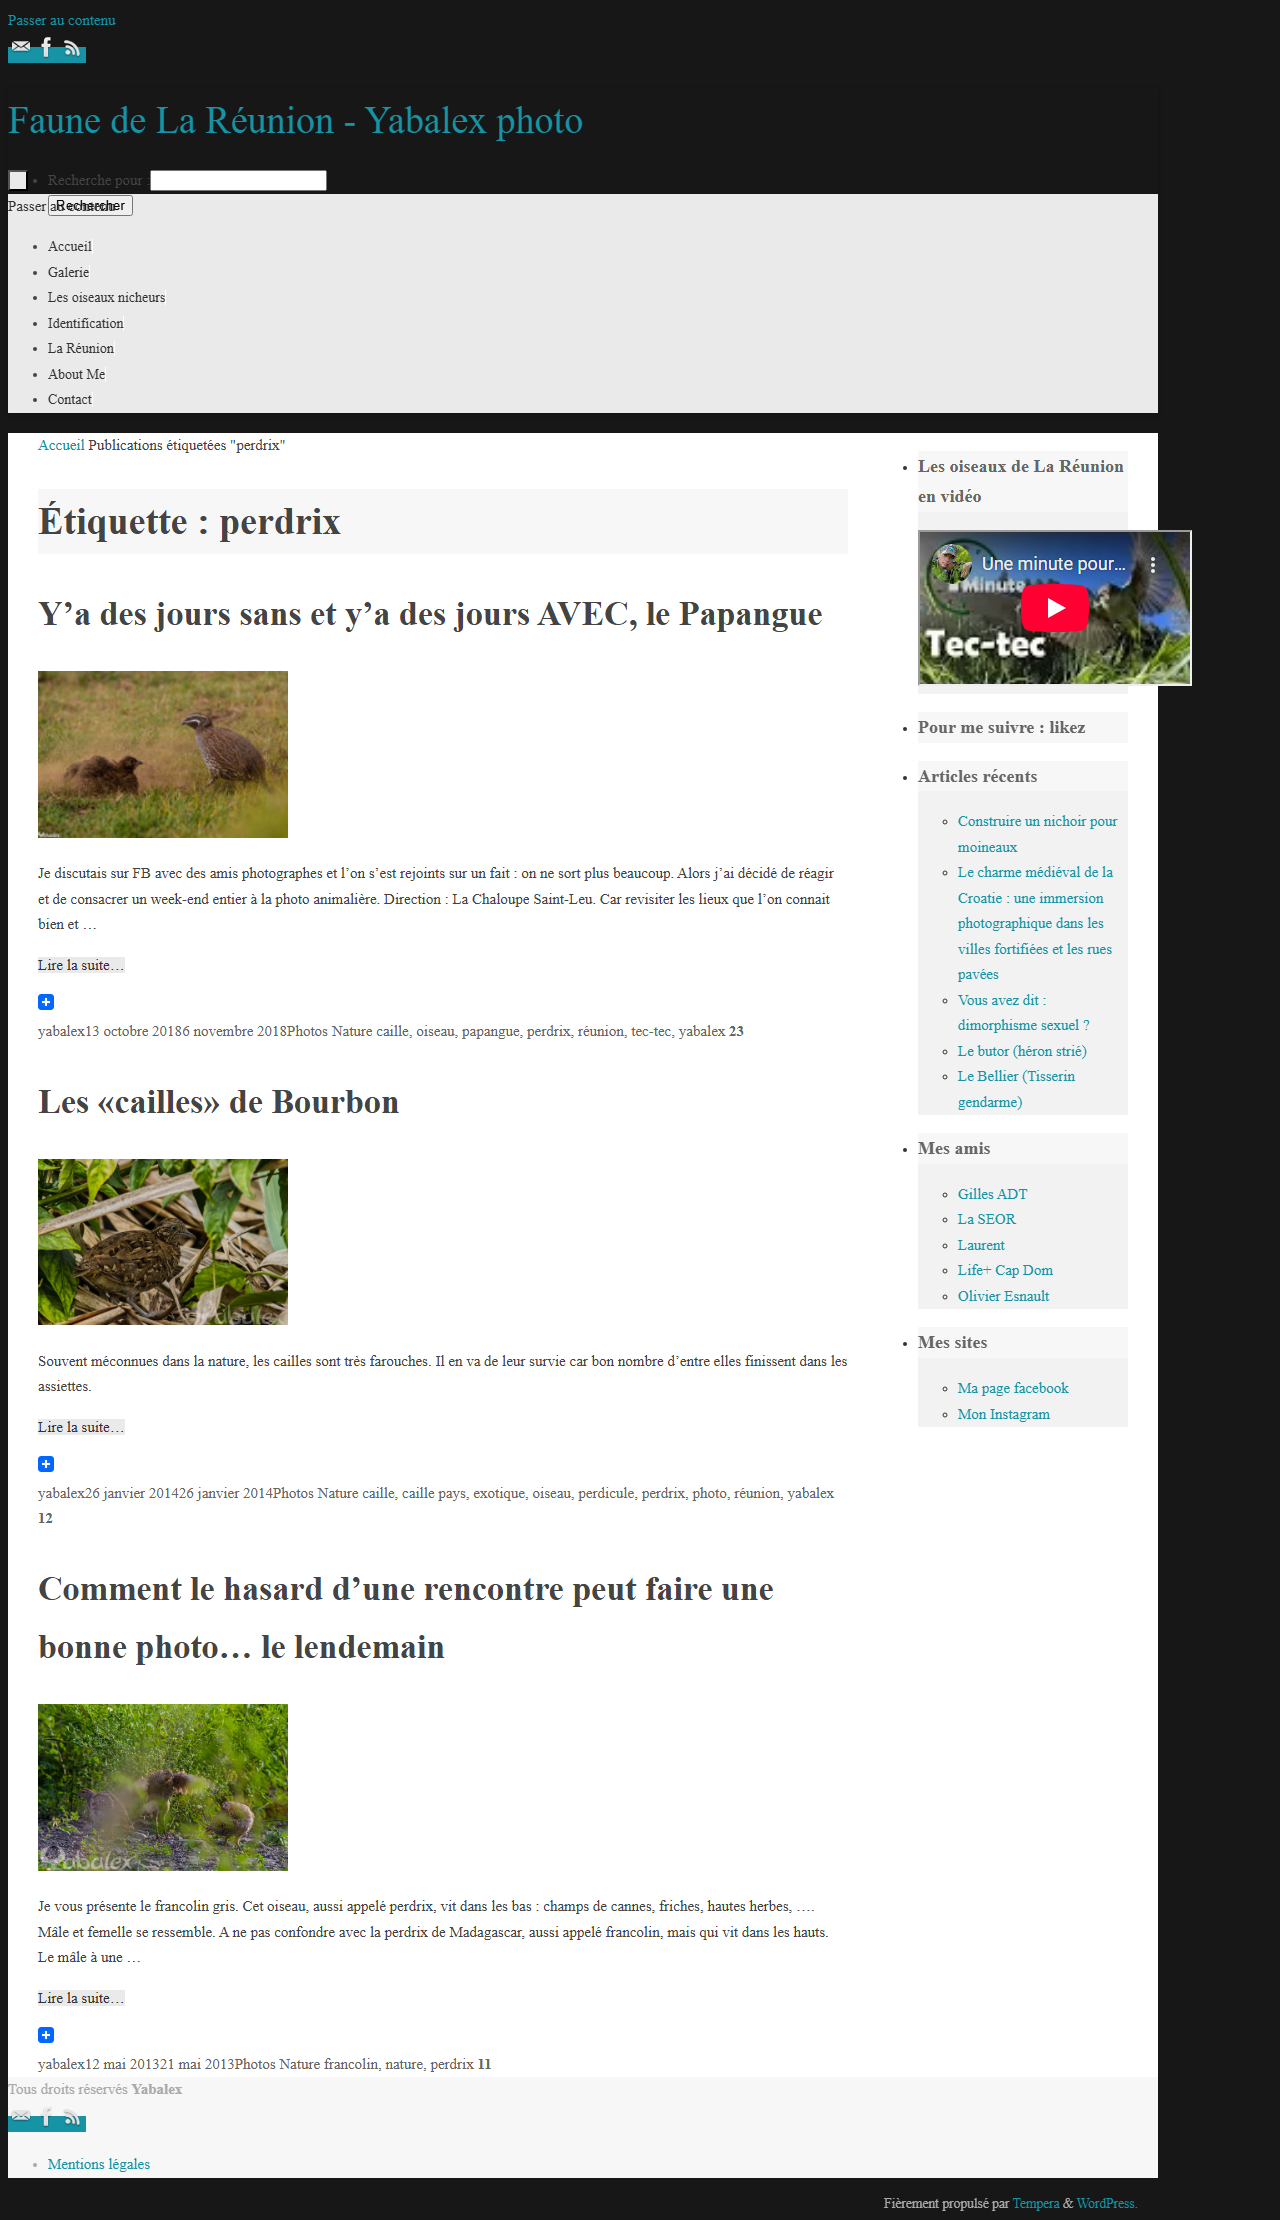 Passer au contenu
Faune de La Réunion - Yabalex photo
Recherche pour :
Rechercher
Passer au contenu
Accueil
Galerie
Les oiseaux nicheurs
Identification
La Réunion
About Me
Contact
Accueil Publications étiquetées "perdrix"
Étiquette : perdrix
Y’a des jours sans et y’a des jours AVEC, le Papangue
Je discutais sur FB avec des amis photographes et l’on s’est rejoints sur un fait : on ne sort plus beaucoup. Alors j’ai décidé de réagir
et de consacrer un week-end entier à la photo animalière. Direction : La Chaloupe Saint-Leu. Car revisiter les lieux que l’on connait
bien et …
Lire la suite…
yabalex13 octobre 20186 novembre 2018Photos Nature caille, oiseau, papangue, perdrix, réunion, tec-tec, yabalex 23
Les «cailles» de Bourbon
yabalex
Souvent méconnues dans la nature, les cailles sont très farouches. Il en va de leur survie car bon nombre d’entre elles finissent dans les
assiettes.
Lire la suite…
yabalex26 janvier 201426 janvier 2014Photos Nature caille, caille pays, exotique, oiseau, perdicule, perdrix, photo, réunion, yabalex
12
Comment le hasard d’une rencontre peut faire une
bonne photo… le lendemain
Yabalex
Je vous présente le francolin gris. Cet oiseau, aussi appelé perdrix, vit dans les bas : champs de cannes, friches, hautes herbes, ….
Mâle et femelle se ressemble. A ne pas confondre avec la perdrix de Madagascar, aussi appelé francolin, mais qui vit dans les hauts.
Le mâle à une …
Lire la suite…
yabalex12 mai 201321 mai 2013Photos Nature francolin, nature, perdrix 11
Les oiseaux de La Réunion
en vidéo
Une minute pour...
Minute
Tec-tec
Pour me suivre : likez
Articles récents
Construire un nichoir pour
moineaux
Le charme médiéval de la
Croatie : une immersion
photographique dans les
villes fortifiées et les rues
pavées
Vous avez dit :
dimorphisme sexuel ?
Le butor (héron strié)
Le Bellier (Tisserin
gendarme)
Mes amis
Gilles ADT
La SEOR
Laurent
Life+ Cap Dom
Olivier Esnault
Mes sites
Ma page facebook
Mon Instagram
Tous droits réservés Yabalex
Mentions légales
Fièrement propulsé par Tempera & WordPress.